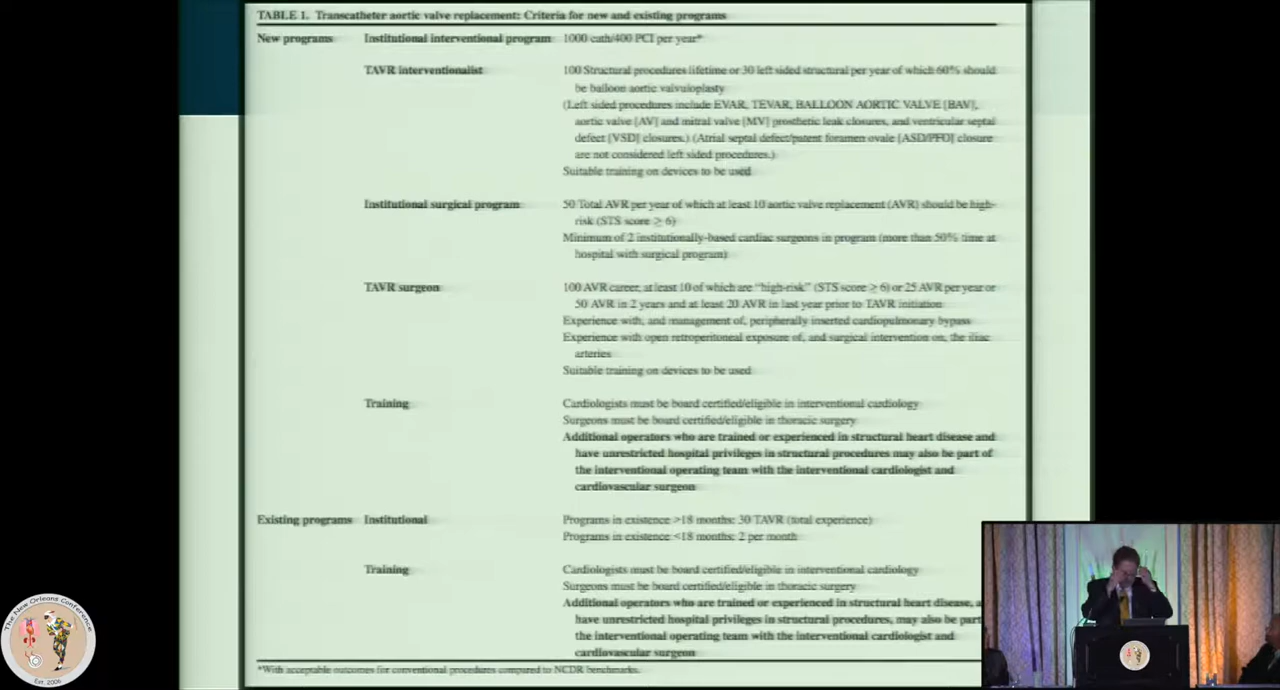 TABLE 1. Transcatheter aortic valve replacement: Criteria for new and existing programs
New programs Institutional interventional program 1000 cath/400 PCI per year*
TAVR interventionalist 100 Structural procedures lifetime or 30 left sided structural per year of which 60% should
be balloon aortic valvuloplasty
(Left sided procedures include EVAR, TEVAR, BALLOON AORTIC VALVE [BAV],
aortic valve [AV] and mitral valve [MV] prosthetic leak closures, and ventricular septal
defect [VSD] closures.) (Atrial septal defect/patent foramen ovale [ASD/PFO] closure
are not considered left sided procedures.)
Suitable training on devices to be used
Institutional surgical program 50 Total AVR per year of which at least 10 aortic valve replacement (AVR) should be high-
risk (STS score ≥ 6)
Minimum of 2 institutionally-based cardiac surgeons in program (more than 50% time at
hospital with surgical program)
TAVR surgeon 100 AVR career, at least 10 of which are "high-risk" (STS score ≥ 6) or 25 AVR per year or
50 AVR in 2 years and at least 20 AVR in last year prior to TAVR initiation
Experience with, and management of, peripherally inserted cardiopulmonary bypass
Experience with open retroperitoneal exposure of, and surgical intervention on, the iliac
arteries
Suitable training on devices to be used
Training Cardiologists must be board certified/eligible in interventional cardiology
Surgeons must be board certified/eligible in thoracic surgery
Additional operators who are trained or experienced in structural heart disease and
have unrestricted hospital privileges in structural procedures may also be part of
the interventional operating team with the interventional cardiologist and
cardiovascular surgeon
Existing programs Institutional Programs in existence >18 months: 30 TAVR (total experience)
Programs in existence <18 months: 2 per month
Training Cardiologists must be board certified/eligible in interventional cardiology
Surgeons must be board certified/eligible in thoracic surgery
Additional operators who are trained or experienced in structural heart disease, a
have unrestricted hospital privileges in structural procedures, may also be part
the interventional operating team with the interventional cardiologist and
cardiovascular surgeon
*With acceptable outcomes for conventional procedures compared to NCDR benchmarks.
The New Orleans Conference
Est. 2006